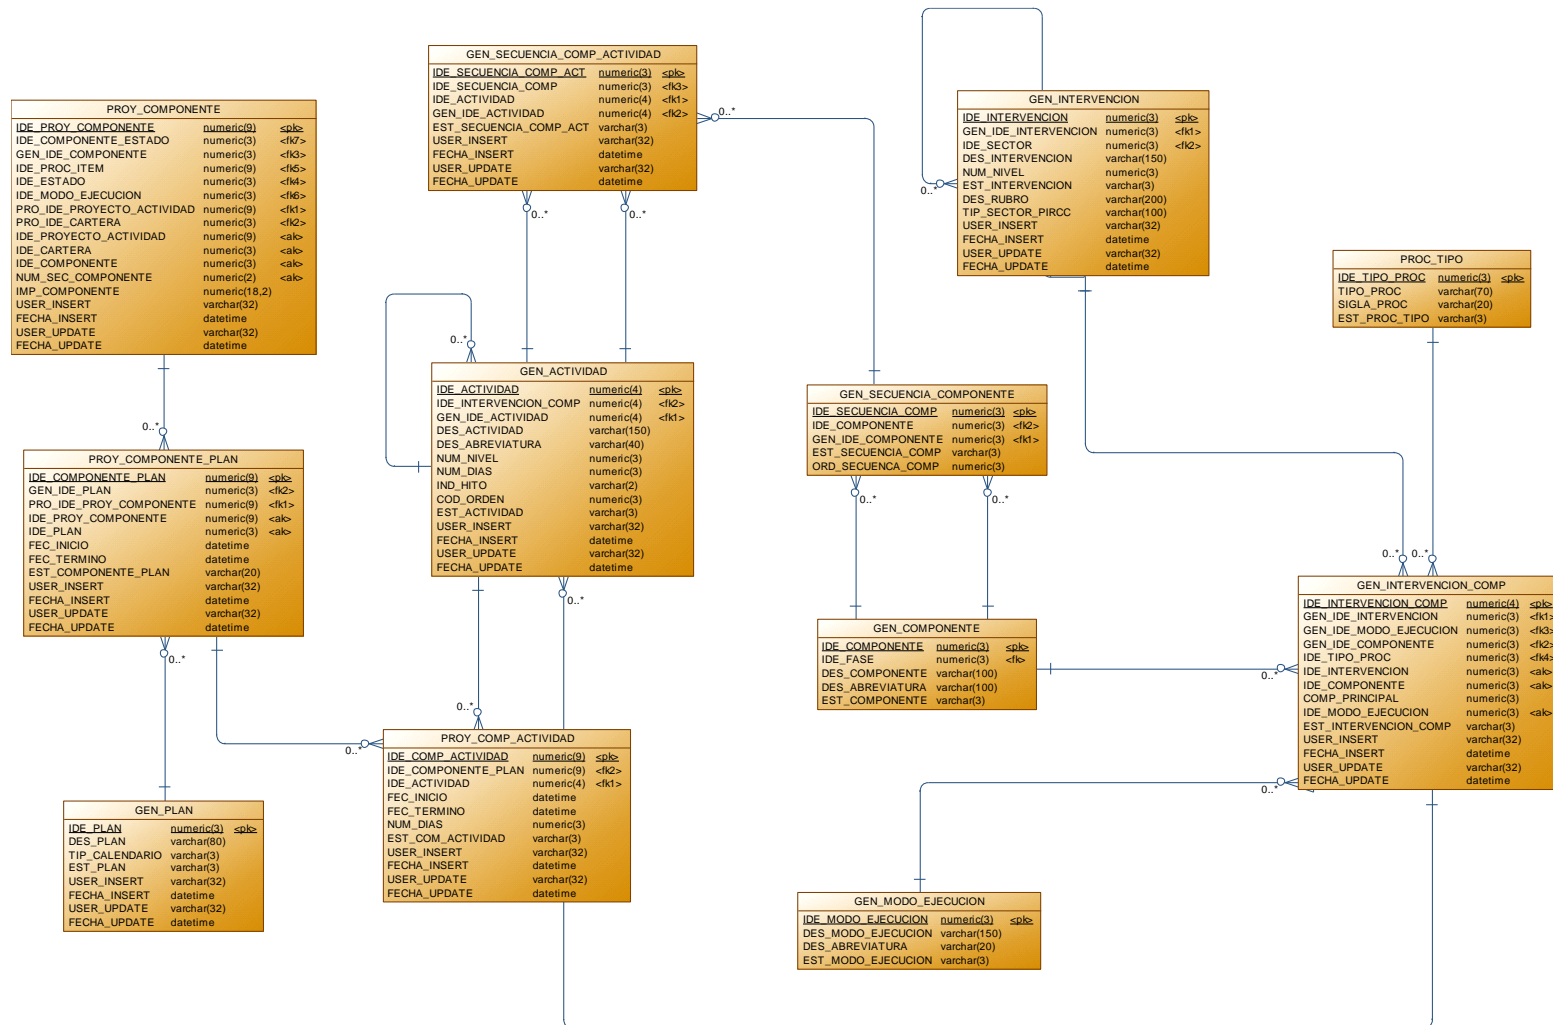 GEN_SECUENCIA_COMP_ACTIVIDAD
IDE_SECUENCIA_COMP_ACT numeric(3) <pk>
IDE_SECUENCIA_COMP numeric(3) <fk3>
IDE_ACTIVIDAD numeric(4) <fk1>
GEN_IDE_ACTIVIDAD numeric(4) <fk2>
EST_SECUENCIA_COMP_ACT varchar(3)
USER_INSERT varchar(32)
FECHA_INSERT datetime
USER_UPDATE varchar(32)
FECHA_UPDATE datetime
0..*
0..*
0..*
GEN_INTERVENCION
IDE_INTERVENCION numeric(3) <pk>
GEN_IDE_INTERVENCION numeric(3) <fk1>
IDE_SECTOR numeric(3) <fk2>
DES_INTERVENCION varchar(150)
NUM_NIVEL numeric(3)
EST_INTERVENCION varchar(3)
DES_RUBRO varchar(200)
TIP_SECTOR_PIRCC varchar(100)
USER_INSERT varchar(32)
FECHA_INSERT datetime
USER_UPDATE varchar(32)
FECHA_UPDATE datetime
0..*
PROY_COMPONENTE
IDE_PROY_COMPONENTE numeric(9) <pk>
IDE_COMPONENTE_ESTADO numeric(3) <fk7>
GEN_IDE_COMPONENTE numeric(3) <fk3>
IDE_PROC_ITEM numeric(9) <fk5>
IDE_ESTADO numeric(3) <fk4>
IDE_MODO_EJECUCION numeric(3) <fk6>
PRO_IDE_PROYECTO_ACTIVIDAD numeric(9) <fk1>
PRO_IDE_CARTERA numeric(3) <fk2>
IDE_PROYECTO_ACTIVIDAD numeric(9) <ak>
IDE_CARTERA numeric(3) <ak>
IDE_COMPONENTE numeric(3) <ak>
NUM_SEC_COMPONENTE numeric(2) <ak>
IMP_COMPONENTE numeric(18,2)
USER_INSERT varchar(32)
FECHA_INSERT datetime
USER_UPDATE varchar(32)
FECHA_UPDATE datetime
0..*
PROC_TIPO
IDE_TIPO_PROC numeric(3) <pk>
TIPO_PROC varchar(70)
SIGLA_PROC varchar(20)
EST_PROC_TIPO varchar(3)
0..*
GEN_ACTIVIDAD
IDE_ACTIVIDAD numeric(4) <pk>
IDE_INTERVENCION_COMP numeric(4) <fk2>
GEN_IDE_ACTIVIDAD numeric(4) <fk1>
DES_ACTIVIDAD varchar(150)
DES_ABREVIATURA varchar(40)
NUM_NIVEL numeric(3)
NUM_DIAS numeric(3)
IND_HITO varchar(2)
COD_ORDEN numeric(3)
EST_ACTIVIDAD varchar(3)
USER_INSERT varchar(32)
FECHA_INSERT datetime
USER_UPDATE varchar(32)
FECHA_UPDATE datetime
0..*
GEN_SECUENCIA_COMPONENTE
IDE_SECUENCIA_COMP numeric(3) <pk>
IDE_COMPONENTE numeric(3) <fk2>
GEN_IDE_COMPONENTE numeric(3) <fk1>
EST_SECUENCIA_COMP varchar(3)
ORD_SECUENCA_COMP numeric(3)
0..*
0..*
PROY_COMPONENTE_PLAN
IDE_COMPONENTE_PLAN numeric(9) <pk>
GEN_IDE_PLAN numeric(3) <fk2>
PRO_IDE_PROY_COMPONENTE numeric(9) <fk1>
IDE_PROY_COMPONENTE numeric(9) <ak>
IDE_PLAN numeric(3) <ak>
FEC_INICIO datetime
FEC_TERMINO datetime
EST_COMPONENTE_PLAN varchar(20)
USER_INSERT varchar(32)
FECHA_INSERT datetime
USER_UPDATE varchar(32)
FECHA_UPDATE datetime
0..*
0..* 0..*
GEN_INTERVENCION_COMP
IDE_INTERVENCION_COMP numeric(4) <pk>
GEN_IDE_INTERVENCION numeric(3) <fk1>
GEN_IDE_MODO_EJECUCION numeric(3) <fk3>
GEN_IDE_COMPONENTE numeric(3) <fk2>
IDE_TIPO_PROC numeric(3) <fk4>
IDE_INTERVENCION numeric(3) <ak>
IDE_COMPONENTE numeric(3) <ak>
COMP_PRINCIPAL numeric(3)
IDE_MODO_EJECUCION numeric(3) <ak>
EST_INTERVENCION_COMP varchar(3)
USER_INSERT varchar(32)
FECHA_INSERT datetime
USER_UPDATE varchar(32)
FECHA_UPDATE datetime
0..*
0..*
GEN_COMPONENTE
IDE_COMPONENTE numeric(3) <pk>
IDE_FASE numeric(3) <fk>
DES_COMPONENTE varchar(100)
DES_ABREVIATURA varchar(100)
EST_COMPONENTE varchar(3)
0..*
0..*
PROY_COMP_ACTIVIDAD
IDE_COMP_ACTIVIDAD numeric(9) <pk>
IDE_COMPONENTE_PLAN numeric(9) <fk2>
IDE_ACTIVIDAD numeric(4) <fk1>
FEC_INICIO datetime
FEC_TERMINO datetime
NUM_DIAS numeric(3)
EST_COM_ACTIVIDAD varchar(3)
USER_INSERT varchar(32)
FECHA_INSERT datetime
USER_UPDATE varchar(32)
FECHA_UPDATE datetime
GEN_PLAN
IDE_PLAN numeric(3) <pk>
DES_PLAN varchar(80)
TIP_CALENDARIO varchar(3)
EST_PLAN varchar(3)
USER_INSERT varchar(32)
FECHA_INSERT datetime
USER_UPDATE varchar(32)
FECHA_UPDATE datetime
GEN_MODO_EJECUCION
IDE_MODO_EJECUCION numeric(3) <pk>
DES_MODO_EJECUCION varchar(150)
DES_ABREVIATURA varchar(20)
EST_MODO_EJECUCION varchar(3)